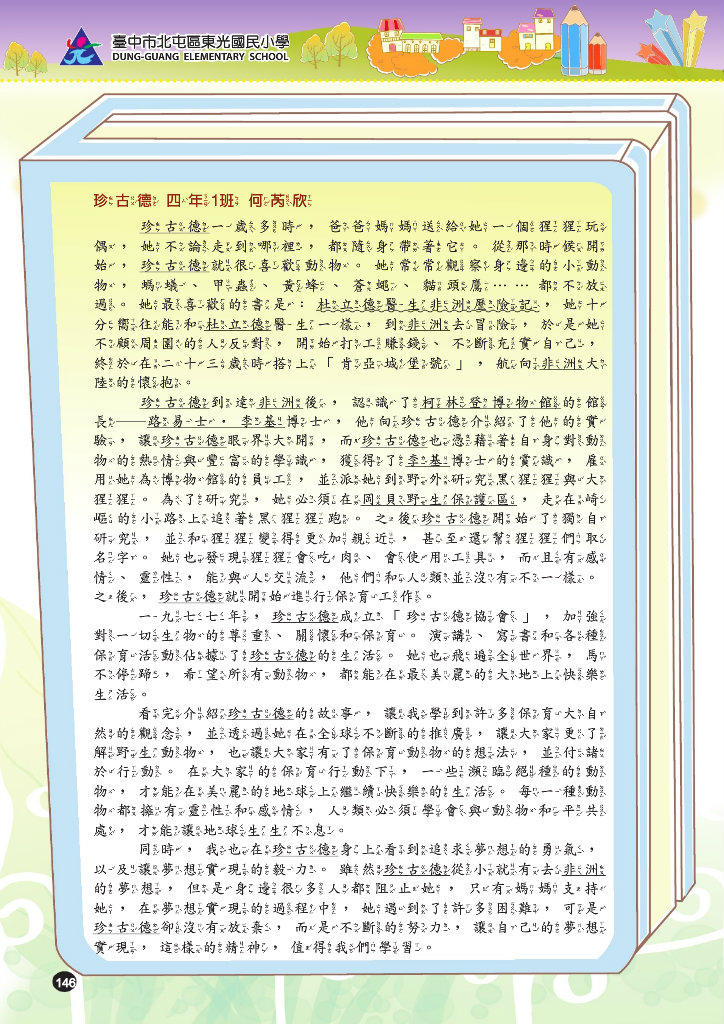 臺中市北屯區東光國民小學
DUNG-GUANG ELEMENTARY SCHOOL
珍古德 四年1班 何芮欣
珍古德一歲多時，爸爸媽媽送給她一個猩猩玩
偶，她不論走到哪裡，都隨身帶著它。從那時候開
始，珍古德就很喜歡動物。她常常觀察身邊的小動
物，螞蟻、甲蟲、黃蜂、蒼蠅、貓頭鷹……都不放
過。她最喜歡的書是：杜立德醫生非洲歷險記，她十
分嚮往能和杜立德醫生一樣，到非洲去冒險，於是她
不顧周圍的人反對，開始打工賺錢、不斷充實自己，
終於在二十三歲時搭上「肯亞城堡號」，航向非洲大
陸的懷抱。
珍古德到達非洲後，認識了柯林登博物館的館
長——路易士·李基博士，他向珍古德介紹了他的實
驗，讓珍古德眼界大開，而珍古德也憑藉著自身對動
物的熱情與豐富的學識，獲得了李基博士的賞識，雇
用她為博物館的員工，並派她到野外研究黑猩猩與大
猩猩。為了研究，她必須在岡貝野生保護區，走在崎
嶇的小路上追著黑猩猩跑。之後珍古德開始了獨自
研究，並和猩猩變得更加親近，甚至還幫猩猩們取
名字。她也發現猩猩會吃肉、會使用工具，而且有感
情、靈性，能與人交流，他們和人類並沒有不一樣。
之後，珍古德就開始進行保育工作。
一九七七年，珍古德成立「珍古德協會」，加強
對一切生物的尊重、關懷和保育。演講、寫書和各種
保育活動佔據了珍古德的生活。她也飛遍全世界，馬
不停蹄，希望所有動物，都能在最美麗的大地上快樂
生活。
看完介紹珍古德的故事，讓我學到許多保育大自
然的觀念，並透過她在全球不斷的推廣，讓大家更了
解野生動物，也讓大家有了保育動物的想法，並付諸
於行動。在大家的保育行動下，一些瀕臨絕種的動
物，才能在美麗的地球上繼續快樂的生活。每一種動
物都擁有靈性和感情，人類必須學會與動物和平共
處，才能讓地球生生不息。
同時，我也在珍古德身上看到追求夢想的勇氣，
以及讓夢想實現的毅力。雖然珍古德從小就有去非洲
的夢想，但是身邊很多人都阻止她，只有媽媽支持
她，在夢想實現的過程中，她遇到了許多困難，可是
珍古德卻沒有放棄，而是不斷的努力，讓自己的夢想
實現，這樣的精神，值得我們學習。
146